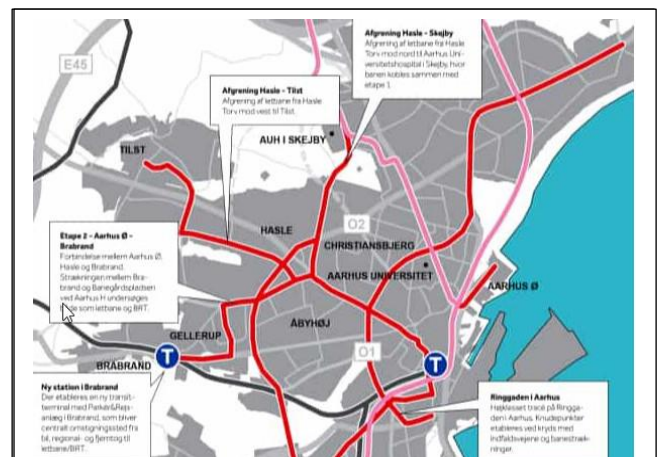 Afgrening Hasle - Skejby
Afgrening af letbane fra Hasle
Torv mod nord til Aarhus Uni-
versitetshospital i Skejby, hvor
banen kobles sammen med
etape 1.
E45
Afgrening Hasle - Tilst
Afgrening af letbane fra Hasle
Torv mod vest til Tilst.
AUH I SKEJBY
TILST
Etape 2 - Aarhus Ø -
Brabrand
Forbindelse mellem Aarhus Ø,
Hasle og Brabrand.
Strækningen mellem Bra-
brand og Banegårdspladsen
ved Aarhus H undersøges
som letbane og BRT.
HASLE
O2
CHRISTIANSBJERG
AARHUS UNIVERSITET
AARHUS Ø
GELLERUP
ÅBYHØJ
BRABRAND
T
O1
T
Ny station i Brabrand
Der etableres en ny transit-
terminal med Parkér&Rejs-
anlæg i Brabrand, som bliver
centralt omstigningssted fra
bil, regional- og fjerntog til
letbane/BRT.
Ringgaden i Aarhus
Højklasset tracé på Ringga-
den i Aarhus. Knudepunkter
etableres ved kryds med
indfaldsvejene og banestræk-
ninger.